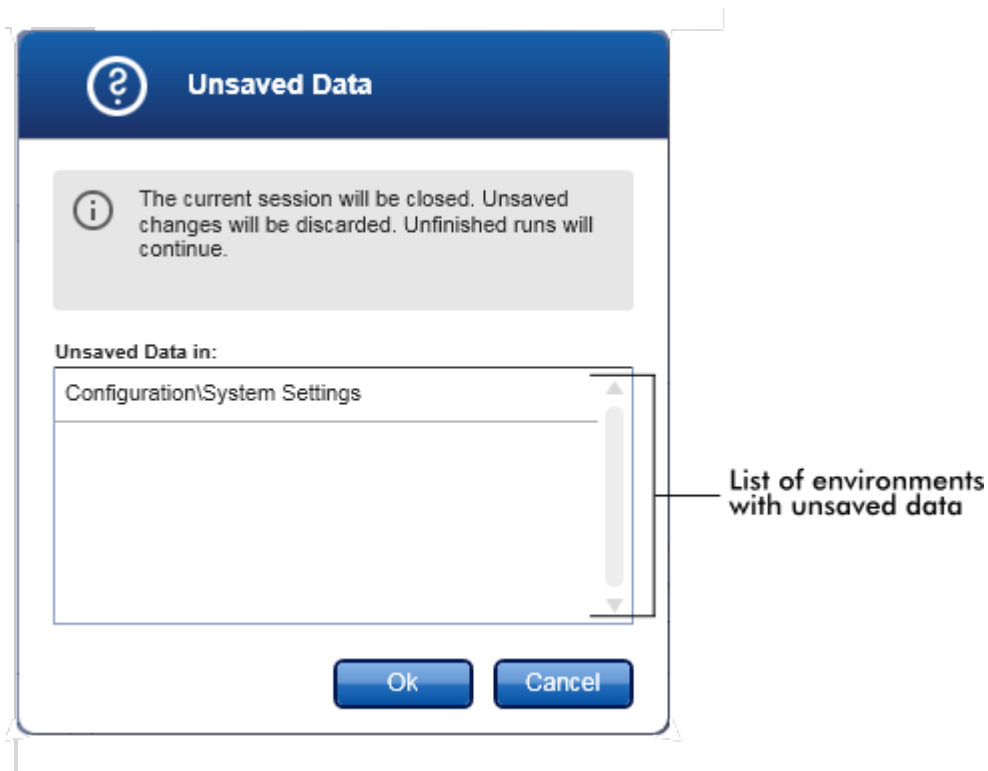 Unsaved Data
The current session will be closed. Unsaved
changes will be discarded. Unfinished runs will
continue.
Unsaved Data in:
Configuration\System Settings
List of environments
with unsaved data
Ok
Cancel